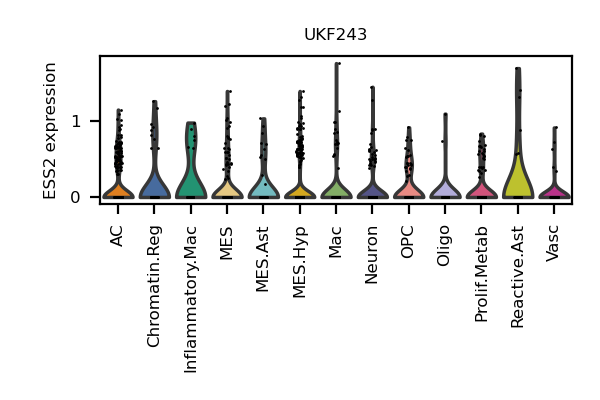 UKF243
ESS2 expression
1
0
AC
Chromatin.Reg
Inflammatory.Mac
MES
MES.Ast
MES.Hyp
Mac
Neuron
OPC
Oligo
Prolif.Metab
Reactive.Ast
Vasc